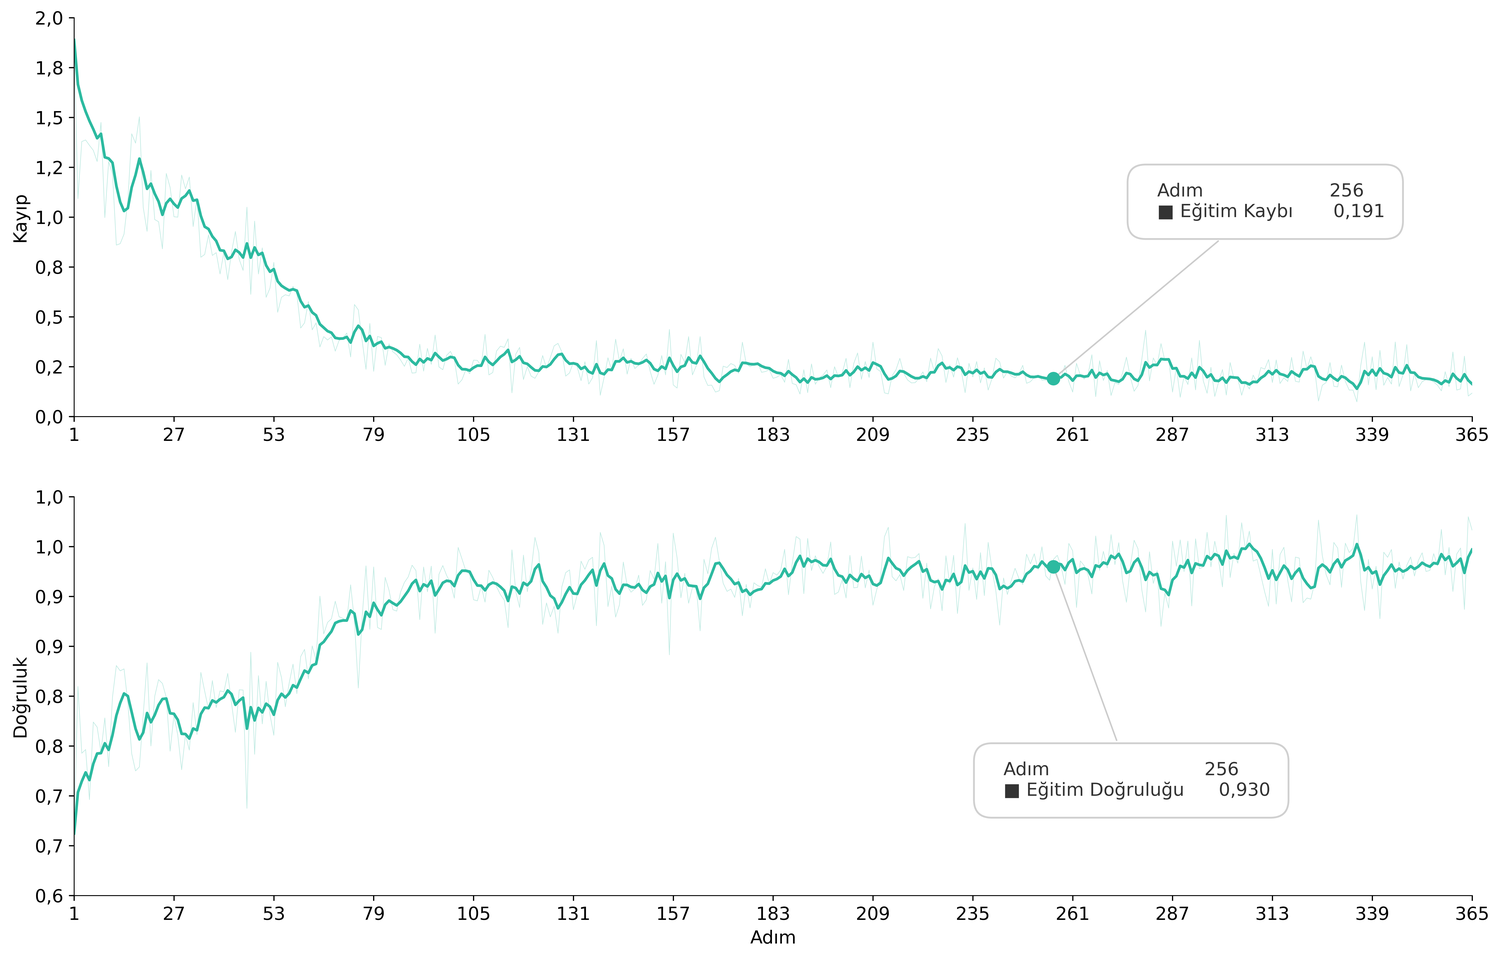 2,0
1,8
1,5
1,2
1,0
0,8
0,5
0,2
0,0
Kayıp
1 27 53 79 105 131 157 183 209 235 261 287 313 339 365
Adım 256
■ Eğitim Kaybı 0,191
1,0
1,0
0,9
0,9
0,8
0,8
0,7
0,7
0,6
Doğruluk
1 27 53 79 105 131 157 183 209 235 261 287 313 339 365
Adım
Adım 256
■ Eğitim Doğruluğu 0,930